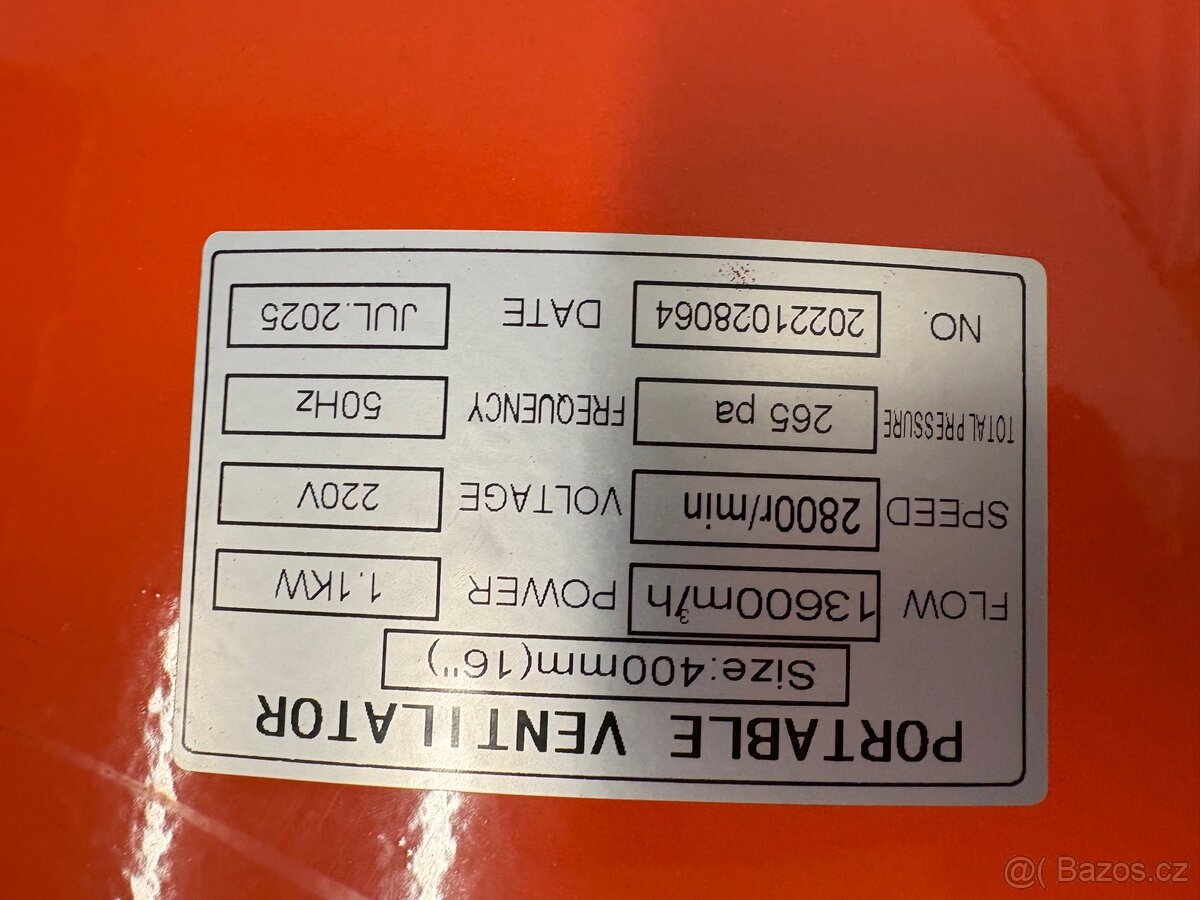 PORTABLE VENTILATOR
Size:400mm(16")
FLOW 13600m³/h POWER 1.1KW
SPEED 2800r/min VOLTAGE 220V
TOTAL PRESSURE 265 pa FREQUENCY 50Hz
NO. 20221028064 DATE JUL.2025
@( Bazos.cz